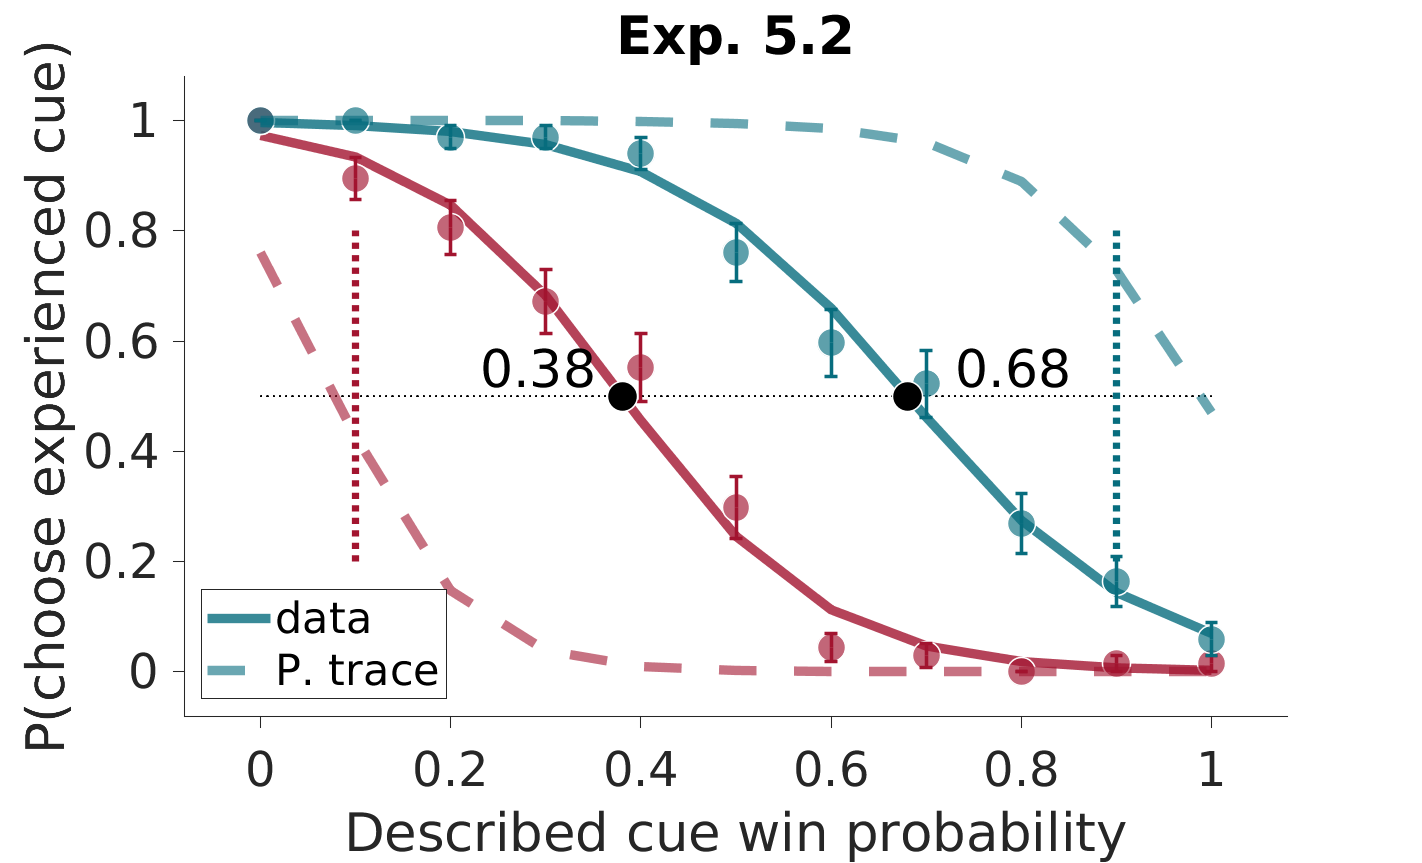 Exp. 5.2
P(choose experienced cue)
1
0.8
0.6
0.4
0.2
0
0.38
0.68
data
P. trace
0 0.2 0.4 0.6 0.8 1
Described cue win probability